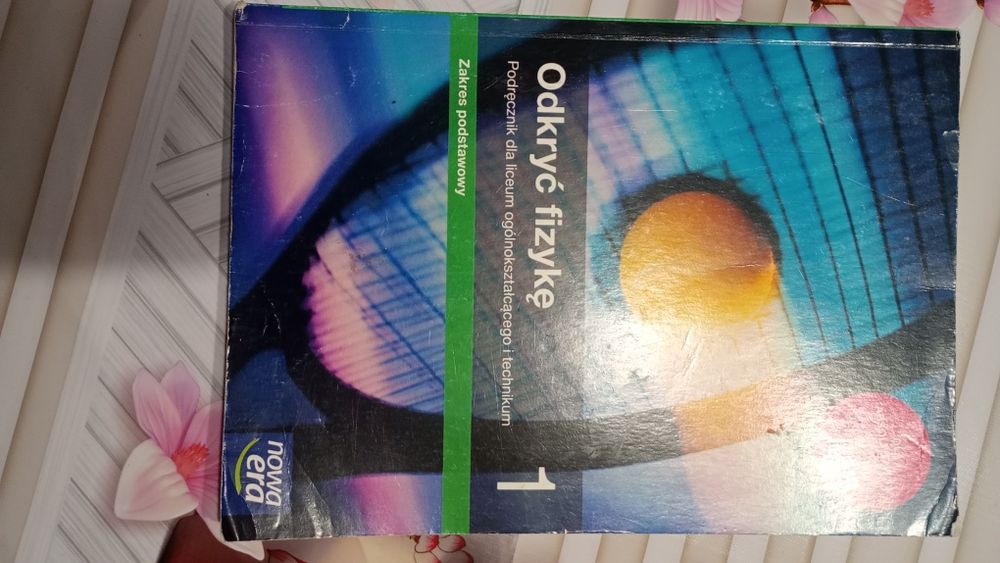 Odkryć fizykę
1
Podręcznik dla liceum ogólnokształcącego i technikum
Zakres podstawowy
nowa
era